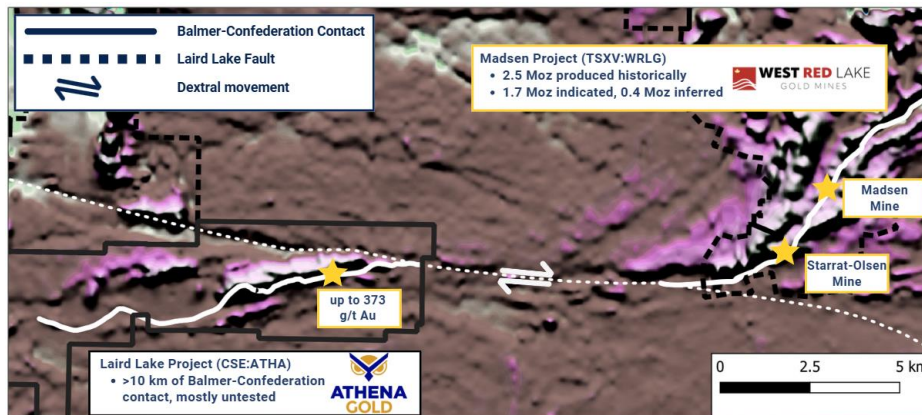 Balmer-Confederation Contact
Laird Lake Fault
Dextral movement
Madsen Project (TSXV:WRLG)
• 2.5 Moz produced historically
• 1.7 Moz indicated, 0.4 Moz inferred
WEST RED LAKE
GOLD MINES
Madsen
Mine
Starrat-Olsen
Mine
up to 373
g/t Au
Laird Lake Project (CSE:ATHA)
• >10 km of Balmer-Confederation
contact, mostly untested
ATHENA
GOLD
0 2.5 5 km